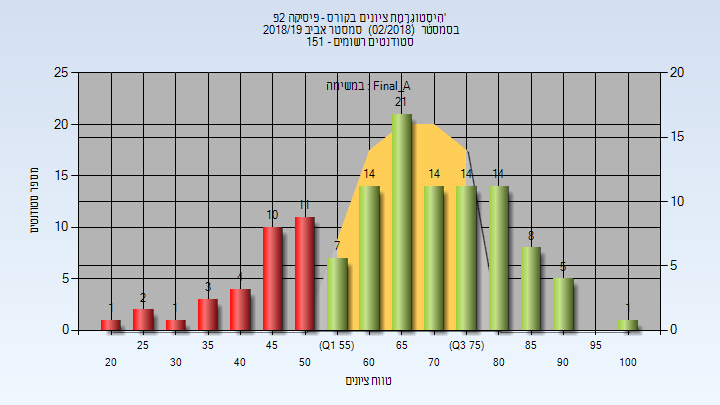 היסטוגרמת ציונים בקורס - פיסיקה 2פ'
בסמסטר (02/2018) סמסטר אביב 2018/19
סטודנטים רשומים - 151
במשימה : Final_A
מספר סטודנטים
25 20 15 10 5 0
20 15 10 5 0
1 2 1 3 4 10 11 7 14 21 14 14 14 8 5 1
25 35 45 (Q1 55) 65 (Q3 75) 85 95
20 30 40 50 60 70 80 90 100
טווח ציונים